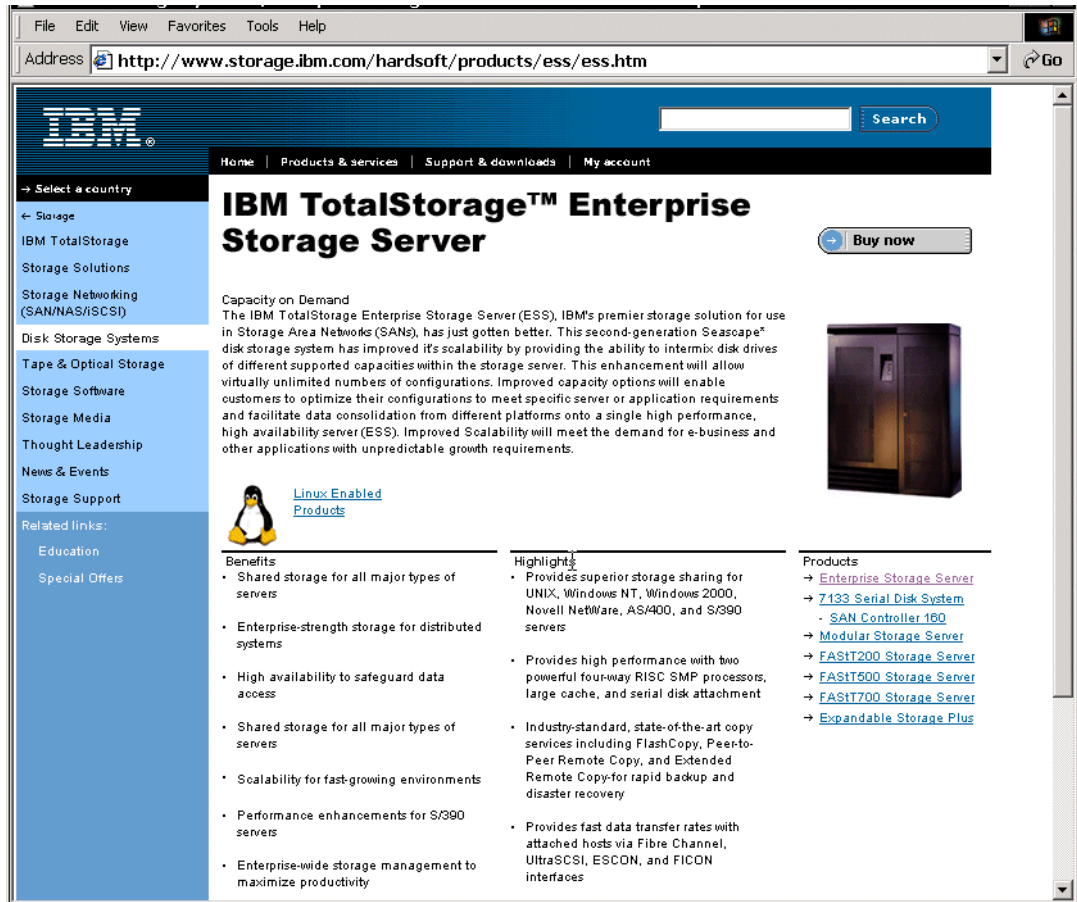 File Edit View Favorites Tools Help
Address http://www.storage.ibm.com/hardsoft/products/ess/ess.htm Go
IBM®
Search
Home | Products & services | Support & downloads | My account
→ Select a country
← Storage
IBM TotalStorage
Storage Solutions
Storage Networking
(SAN/NAS/iSCSI)
Disk Storage Systems
Tape & Optical Storage
Storage Software
Storage Media
Thought Leadership
News & Events
Storage Support
Related links:
Education
Special Offers
IBM TotalStorage™ Enterprise
Storage Server
Buy now
Capacity on Demand
The IBM TotalStorage Enterprise Storage Server (ESS), IBM's premier storage solution for use
in Storage Area Networks (SANs), has just gotten better. This second-generation Seascape*
disk storage system has improved it's scalability by providing the ability to intermix disk drives
of different supported capacities within the storage server. This enhancement will allow
virtually unlimited numbers of configurations. Improved capacity options will enable
customers to optimize their configurations to meet specific server or application requirements
and facilitate data consolidation from different platforms onto a single high performance,
high availability server (ESS). Improved Scalability will meet the demand for e-business and
other applications with unpredictable growth requirements.
Linux Enabled
Products
Benefits
· Shared storage for all major types of
servers
· Enterprise-strength storage for distributed
systems
· High availability to safeguard data
access
· Shared storage for all major types of
servers
· Scalability for fast-growing environments
· Performance enhancements for S/390
servers
· Enterprise-wide storage management to
maximize productivity
Highlights
· Provides superior storage sharing for
UNIX, Windows NT, Windows 2000,
Novell NetWare, AS/400, and S/390
servers
· Provides high performance with two
powerful four-way RISC SMP processors,
large cache, and serial disk attachment
· Industry-standard, state-of-the-art copy
services including FlashCopy, Peer-to-
Peer Remote Copy, and Extended
Remote Copy-for rapid backup and
disaster recovery
· Provides fast data transfer rates with
attached hosts via Fibre Channel,
UltraSCSI, ESCON, and FICON
interfaces
Products
→ Enterprise Storage Server
→ 7133 Serial Disk System
- SAN Controller 160
→ Modular Storage Server
→ FAStT200 Storage Server
→ FAStT500 Storage Server
→ FAStT700 Storage Server
→ Expandable Storage Plus